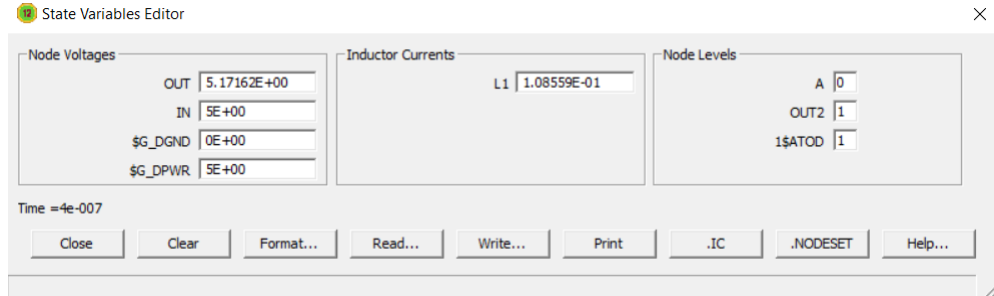 12 State Variables Editor
Node Voltages Inductor Currents Node Levels
OUT 5.17162E+00 L1 1.08559E-01 A 0
IN 5E+00 OUT2 1
$G_DGND 0E+00 1$ATOD 1
$G_DPWR 5E+00
Time =4e-007
Close Clear Format... Read... Write... Print .IC .NODESET Help...